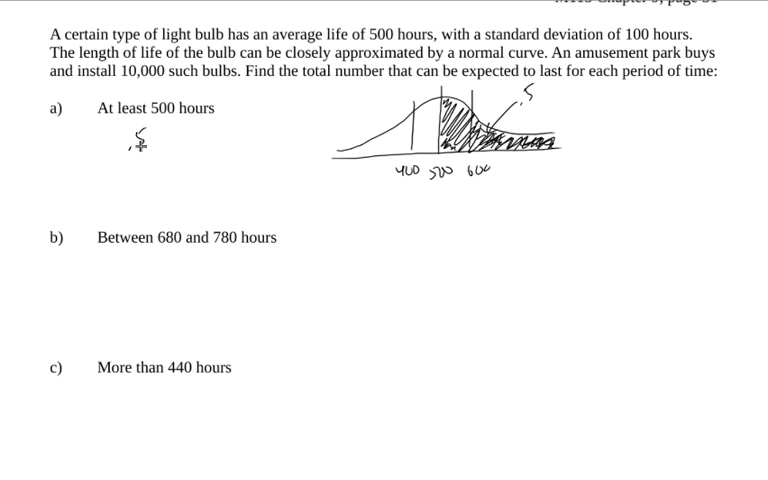 A certain type of light bulb has an average life of 500 hours, with a standard deviation of 100 hours.
The length of life of the bulb can be closely approximated by a normal curve. An amusement park buys
and install 10,000 such bulbs. Find the total number that can be expected to last for each period of time:
.5
a) At least 500 hours
.5
400 500 600
b) Between 680 and 780 hours
c) More than 440 hours